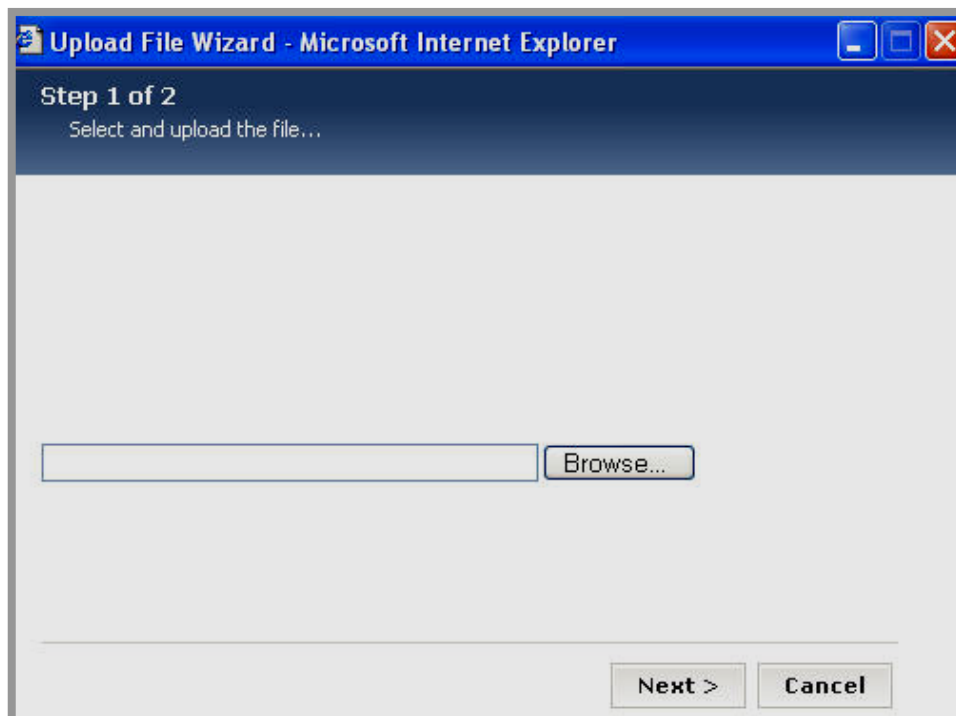 Upload File Wizard - Microsoft Internet Explorer
Step 1 of 2
Select and upload the file...
Browse...
Next >
Cancel